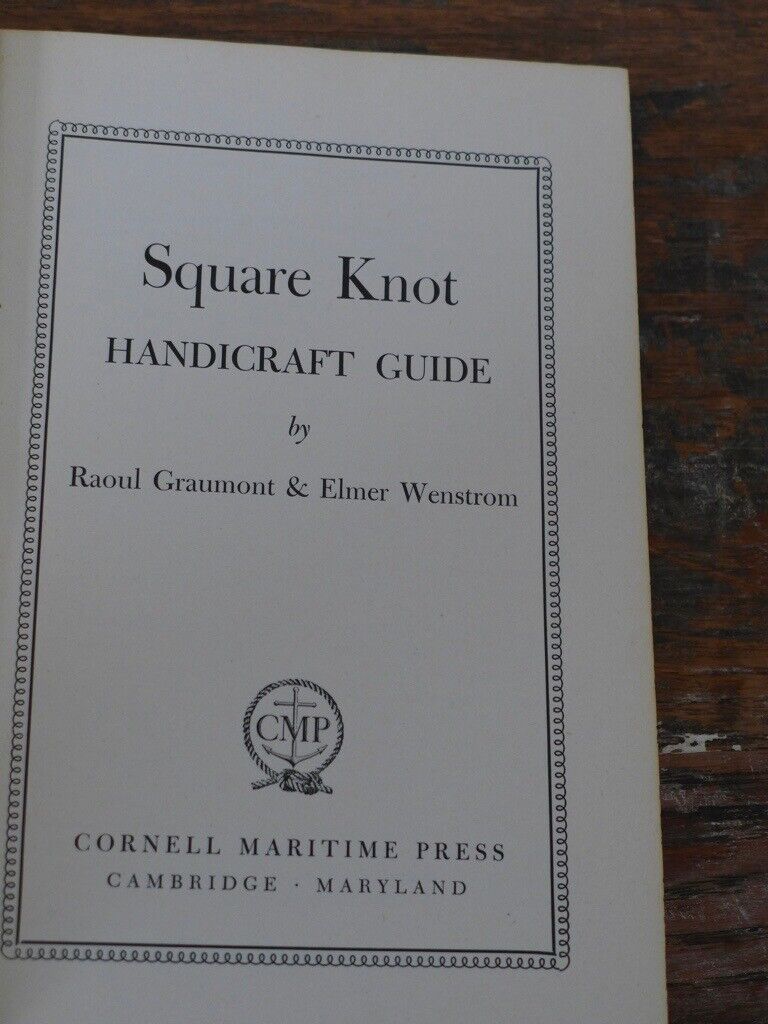 Square Knot
HANDICRAFT GUIDE
by
Raoul Graumont & Elmer Wenstrom
CMP
CORNELL MARITIME PRESS
CAMBRIDGE · MARYLAND